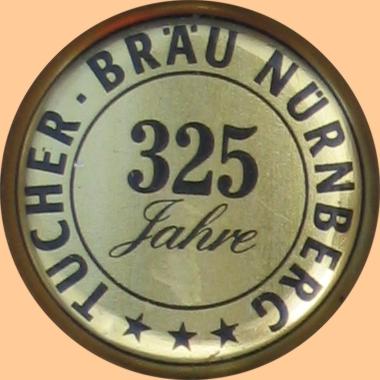 TUCHER · BRÄU NÜRNBERG
325
Jahre